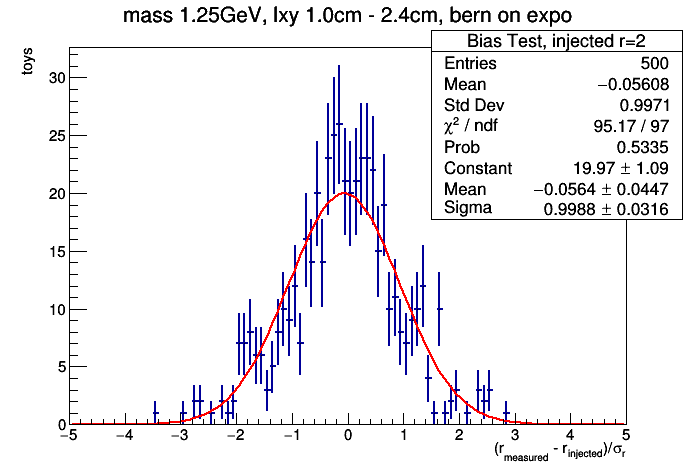 mass 1.25GeV, lxy 1.0cm - 2.4cm, bern on expo
Bias Test, injected r=2
Entries 500
Mean −0.05608
Std Dev 0.9971
χ² / ndf 95.17 / 97
Prob 0.5335
Constant 19.97 ± 1.09
Mean −0.0564 ± 0.0447
Sigma 0.9988 ± 0.0316
toys
30
25
20
15
10
5
0
−5 −4 −3 −2 −1 0 1 2 3 4 5
(r_measured - r_injected)/σ_r